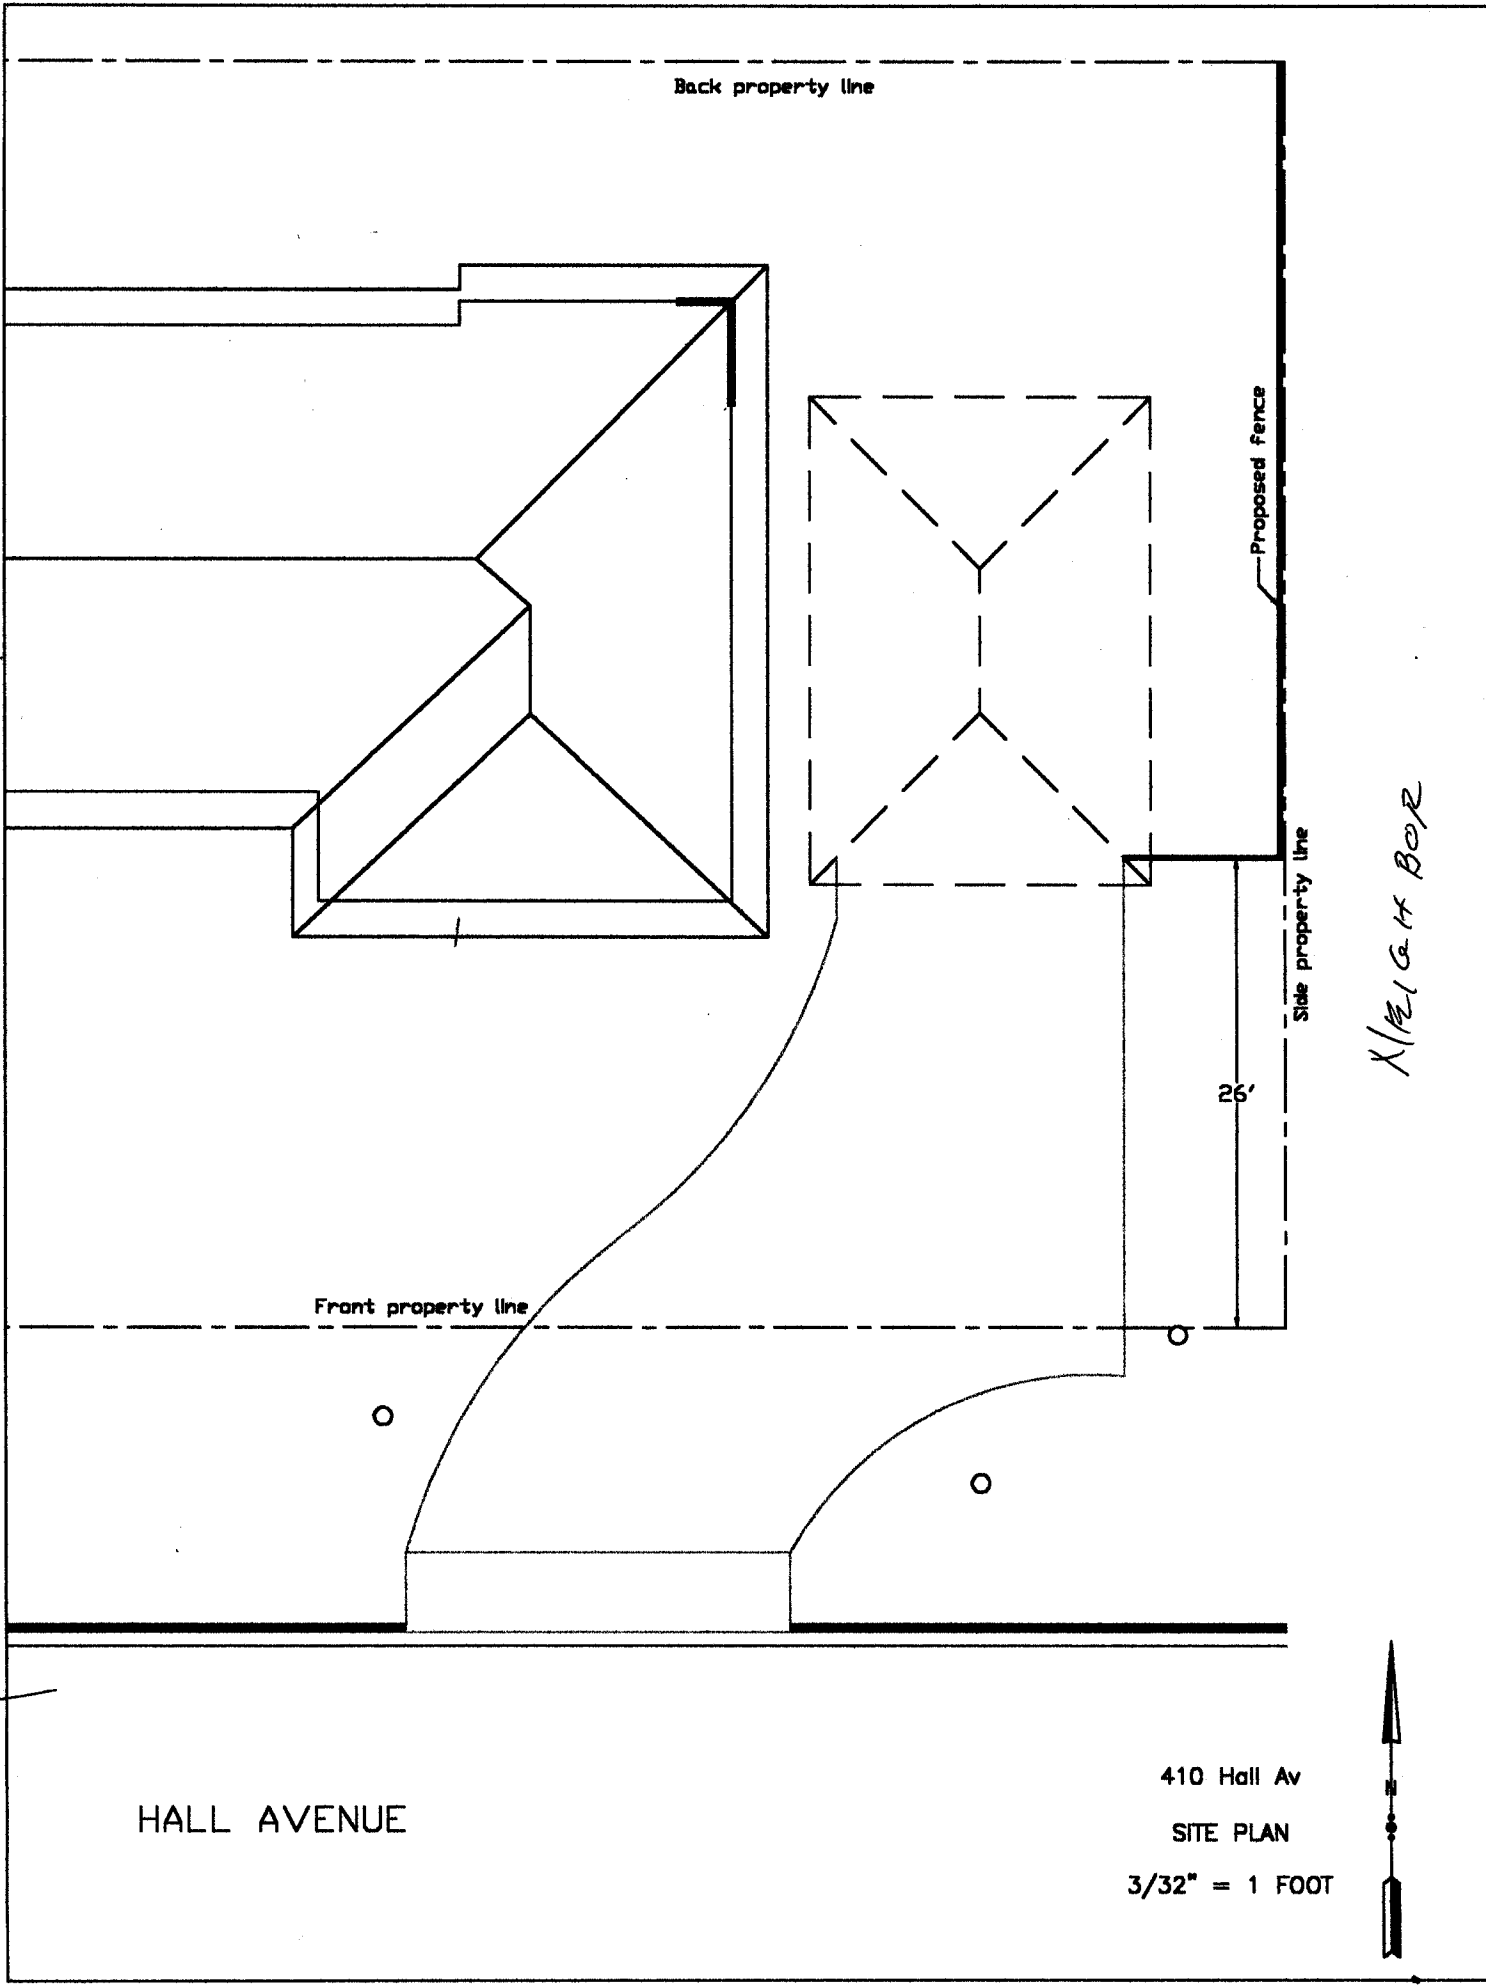 Back property line
Proposed fence
Side property line
NEIGHBOR
26'
Front property line
HALL AVENUE
410 Hall Av
SITE PLAN
3/32" = 1 FOOT
N